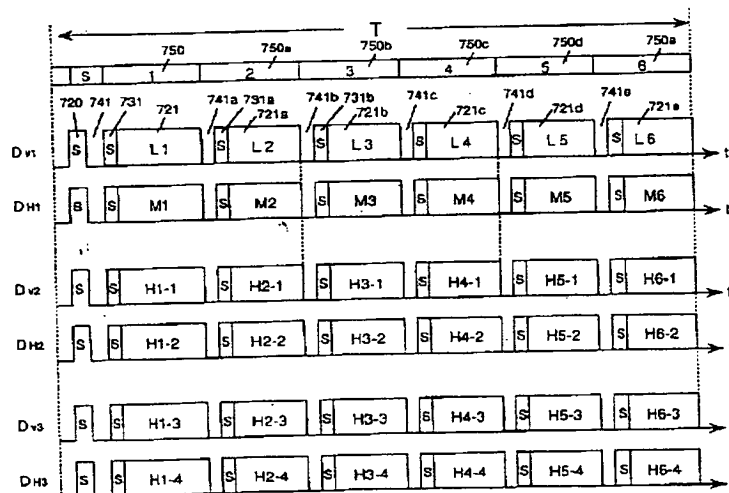 T
750 750a 750b 750c 750d 750e
S 1 2 3 4 5 6
720 741 731 721 741a 731a 721a 741b 731b 721b 741c 721c 741d 721d 741e 721e
DV1 S S L1 S L2 S L3 S L4 S L5 S L6 t
DH1 S S M1 S M2 S M3 S M4 S M5 S M6 t
DV2 S S H1-1 S H2-1 S H3-1 S H4-1 S H5-1 S H6-1 t
DH2 S S H1-2 S H2-2 S H3-2 S H4-2 S H5-2 S H6-2
DV3 S S H1-3 S H2-3 S H3-3 S H4-3 S H5-3 S H6-3
DH3 S S H1-4 S H2-4 S H3-4 S H4-4 S H5-4 S H6-4